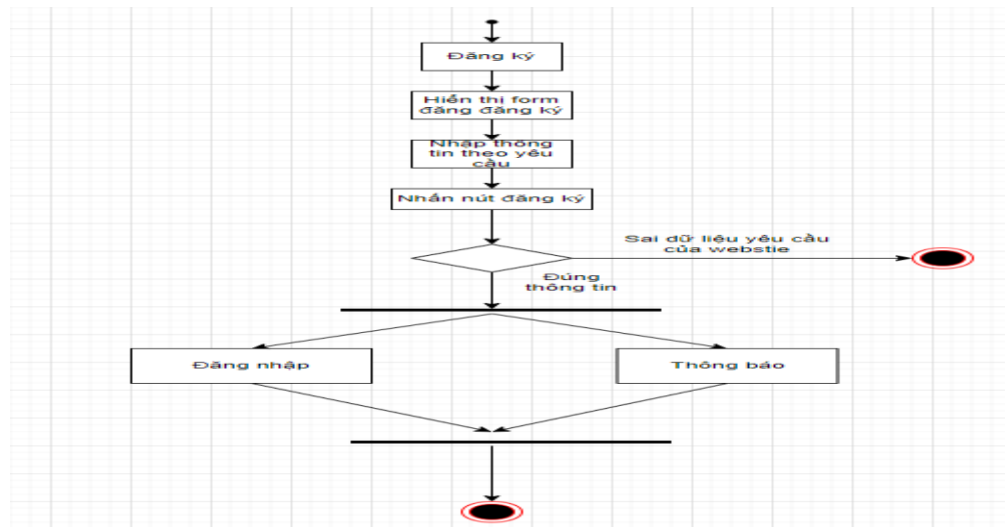 Đăng ký
Hiển thị form
đăng đăng ký
Nhập thông
tin theo yêu
cầu
Nhấn nút đăng ký
Sai dữ liệu yêu cầu
của webstie
Đúng
thông tin
Đăng nhập
Thông báo